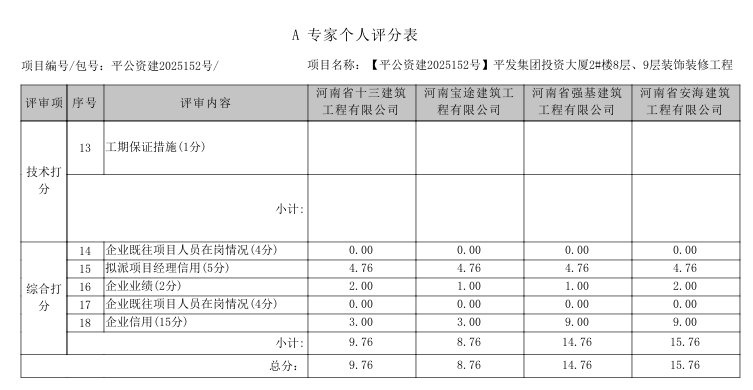 A 专家个人评分表
项目编号/包号: 平公资建2025152号/ 项目名称: 【平公资建2025152号】平发集团投资大厦2#楼8层、9层装饰装修工程
评审项 序号 评审内容 河南省十三建筑工程有限公司 河南宝途建筑工程有限公司 河南省强基建筑工程有限公司 河南省安海建筑工程有限公司
技术打分
13 工期保证措施(1分)
小计:
综合打分
14 企业既往项目人员在岗情况(4分) 0.00 0.00 0.00 0.00
15 拟派项目经理信用(5分) 4.76 4.76 4.76 4.76
16 企业业绩(2分) 2.00 1.00 1.00 2.00
17 企业既往项目人员在岗情况(4分)
18 企业信用(15分) 3.00 3.00 9.00 9.00
小计: 9.76 8.76 14.76 15.76
总分: 9.76 8.76 14.76 15.76